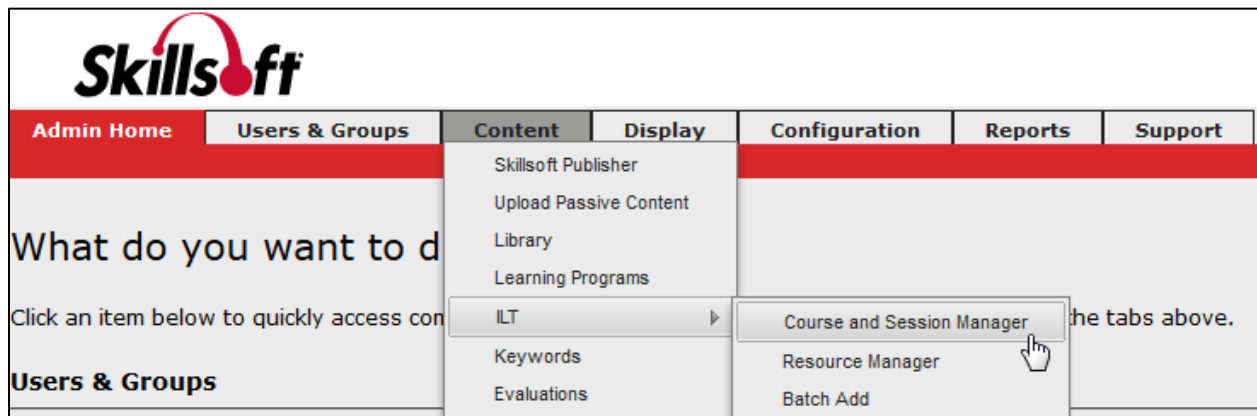 Skillsoft
Admin Home Users & Groups Content Display Configuration Reports Support
Skillsoft Publisher
Upload Passive Content
Library
Learning Programs
ILT
Keywords
Evaluations
Course and Session Manager
Resource Manager
Batch Add
What do you want to d
Click an item below to quickly access com he tabs above.
Users & Groups